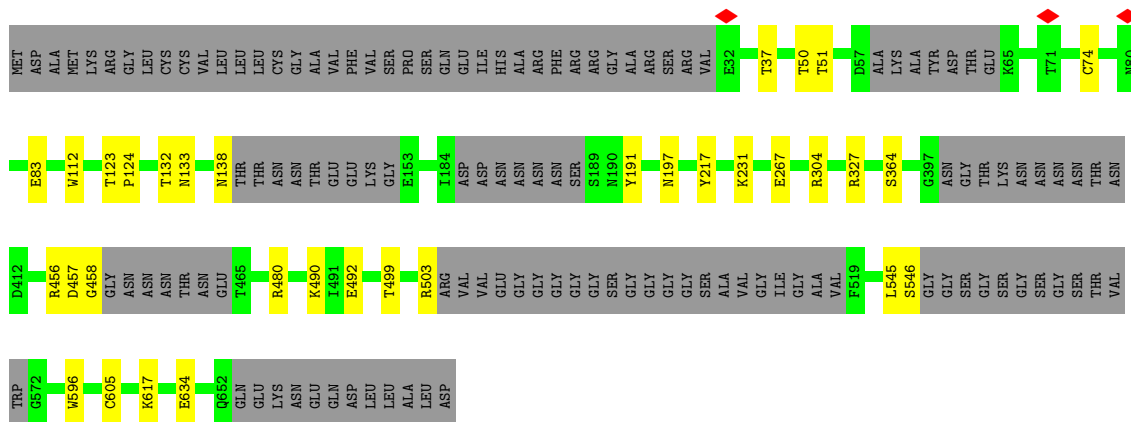 MET ASP ALA MET LYS ARG GLY LEU CYS CYS VAL LEU LEU LEU CYS GLY ALA VAL PHE VAL SER PRO SER GLN GLU ILE HIS ALA ARG PHE ARG ARG GLY ALA ARG SER ARG VAL E32 T37 T50 T51 D57 ALA LYS ALA TYR ASP THR GLU K65 T71 C74 N80
E83 W112 T123 P124 T132 N133 N138 THR THR ASN ASN THR GLU GLU LYS GLY E153 I184 ASP ASP ASN ASN ASN ASN SER S189 N190 Y191 N197 Y217 K231 E267 R304 R327 S364 G397 ASN GLY THR LYS ASN ASN ASN ASN THR ASN
D412 R456 D457 G458 GLY ASN ASN ASN THR ASN GLU T465 R480 K490 I491 E492 T499 R503 ARG VAL VAL GLU GLY GLY GLY GLY SER GLY GLY GLY GLY SER ALA VAL GLY ILE GLY ALA VAL F519 L545 S546 GLY GLY SER GLY SER GLY SER GLY SER THR VAL
TRP G572 W596 C605 K617 E634 Q652 GLN GLU LYS ASN GLU GLN ASP LEU LEU ALA LEU ASP